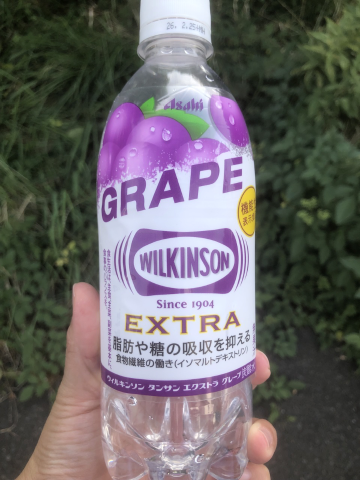 Asahi
GRAPE
機能
WILKINSON
Since 1904
EXTRA
脂肪や糖の吸収を抑える
食物繊維の働き〈イソマルトデキストリン〉
ウィルキンソン タンサン エクストラ グレープ